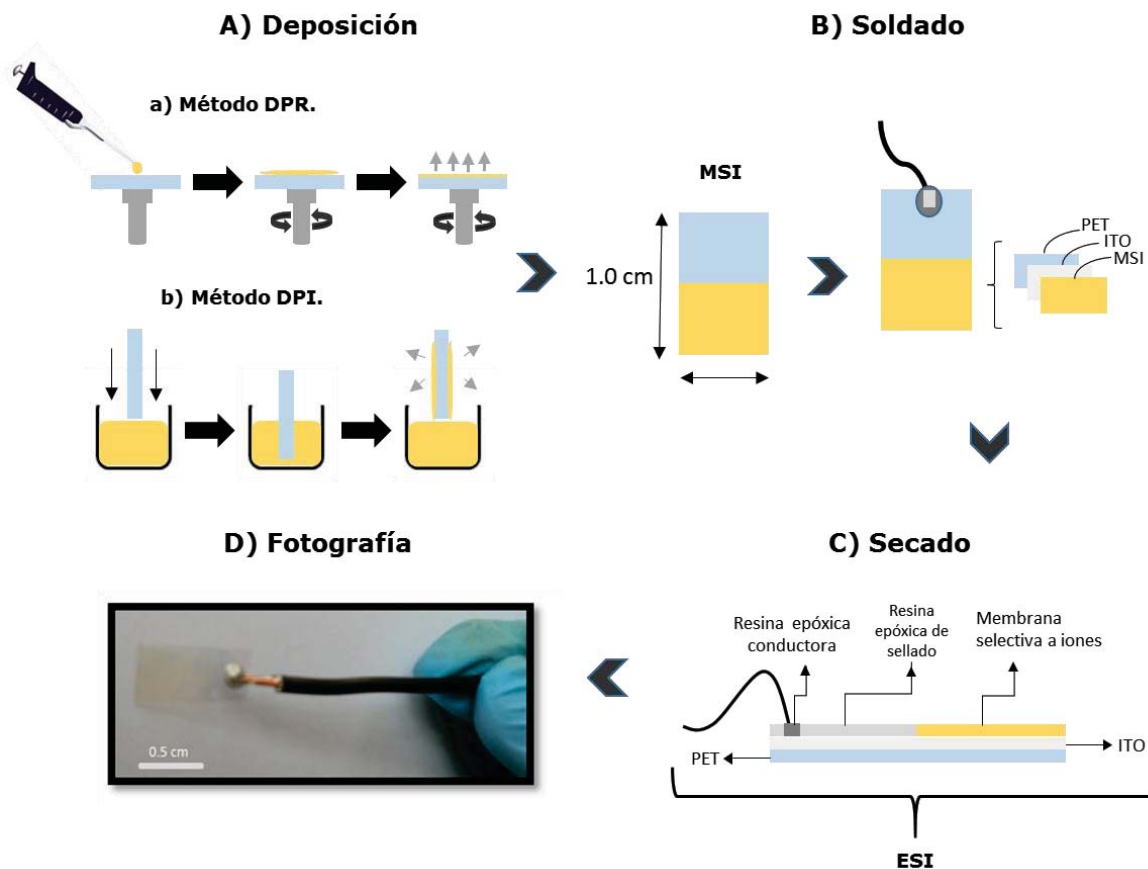 A) Deposición
a) Método DPR.
b) Método DPI.
B) Soldado
MSI
1.0 cm
PET
ITO
MSI
C) Secado
Resina epóxica
conductora
Resina
epóxica de
sellado
Membrana
selectiva a iones
PET
ITO
ESI
D) Fotografía
0.5 cm